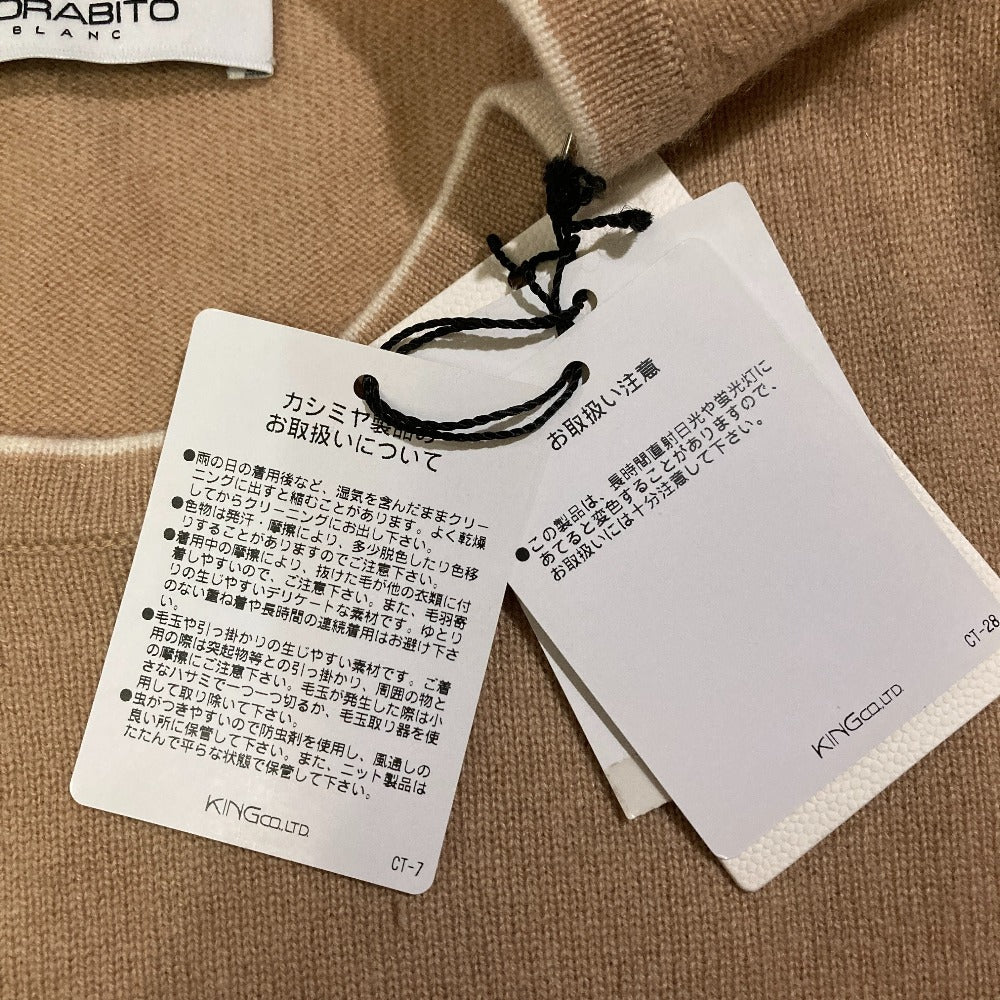 ORABITO
BLANC
カシミヤ製品の
お取扱いについて
●雨の日の着用後など、湿気を含んだままクリー
ニングに出すと縮むことがあります。よく乾燥
してからクリーニングにお出し下さい。
●色物は発汗・摩擦により、多少脱色したり色移
りすることがありますのでご注意下さい。
●着用中の摩擦により、抜けた毛が他の衣類に付
着しやすいので、ご注意下さい。また、毛羽寄
りの生じやすいデリケートな素材です。ゆとり
のない重ね着や長時間の連続着用はお避け下さ
い。
●毛玉や引っ掛かりの生じやすい素材です。ご着
用の際は突起物等との引っ掛かり、周囲の物と
の摩擦にご注意下さい。毛玉が発生した際は小
さなハサミで一つ一つ切るか、毛玉取り器を使
用して取り除いて下さい。
●虫がつきやすいので防虫剤を使用し、風通しの
良い所に保管して下さい。また、ニット製品は
たたんで平らな状態で保管して下さい。
KING CO.,LTD.
CT-7
お取扱い注意
●この製品は、長時間直射日光や蛍光灯に
あてると変色することがありますので、
お取扱いには十分注意して下さい。
CT-28
KING CO.,LTD.